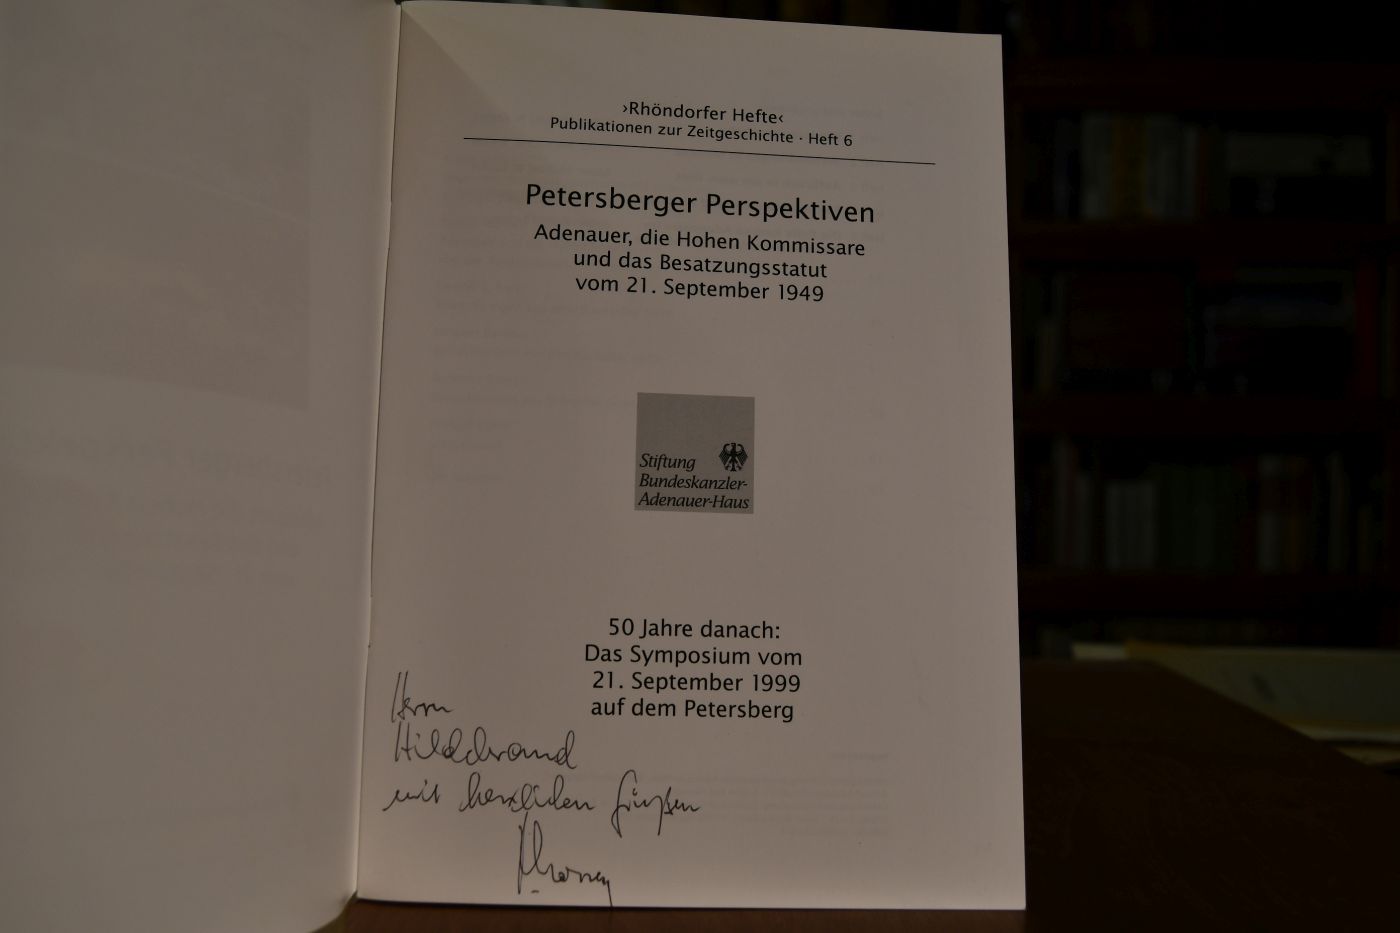 ›Rhöndorfer Hefte‹
Publikationen zur Zeitgeschichte · Heft 6
Petersberger Perspektiven
Adenauer, die Hohen Kommissare
und das Besatzungsstatut
vom 21. September 1949
Stiftung
Bundeskanzler-
Adenauer-Haus
50 Jahre danach:
Das Symposium vom
21. September 1999
auf dem Petersberg
Herrn
Hildebrand
mit herzlichen Grüßen